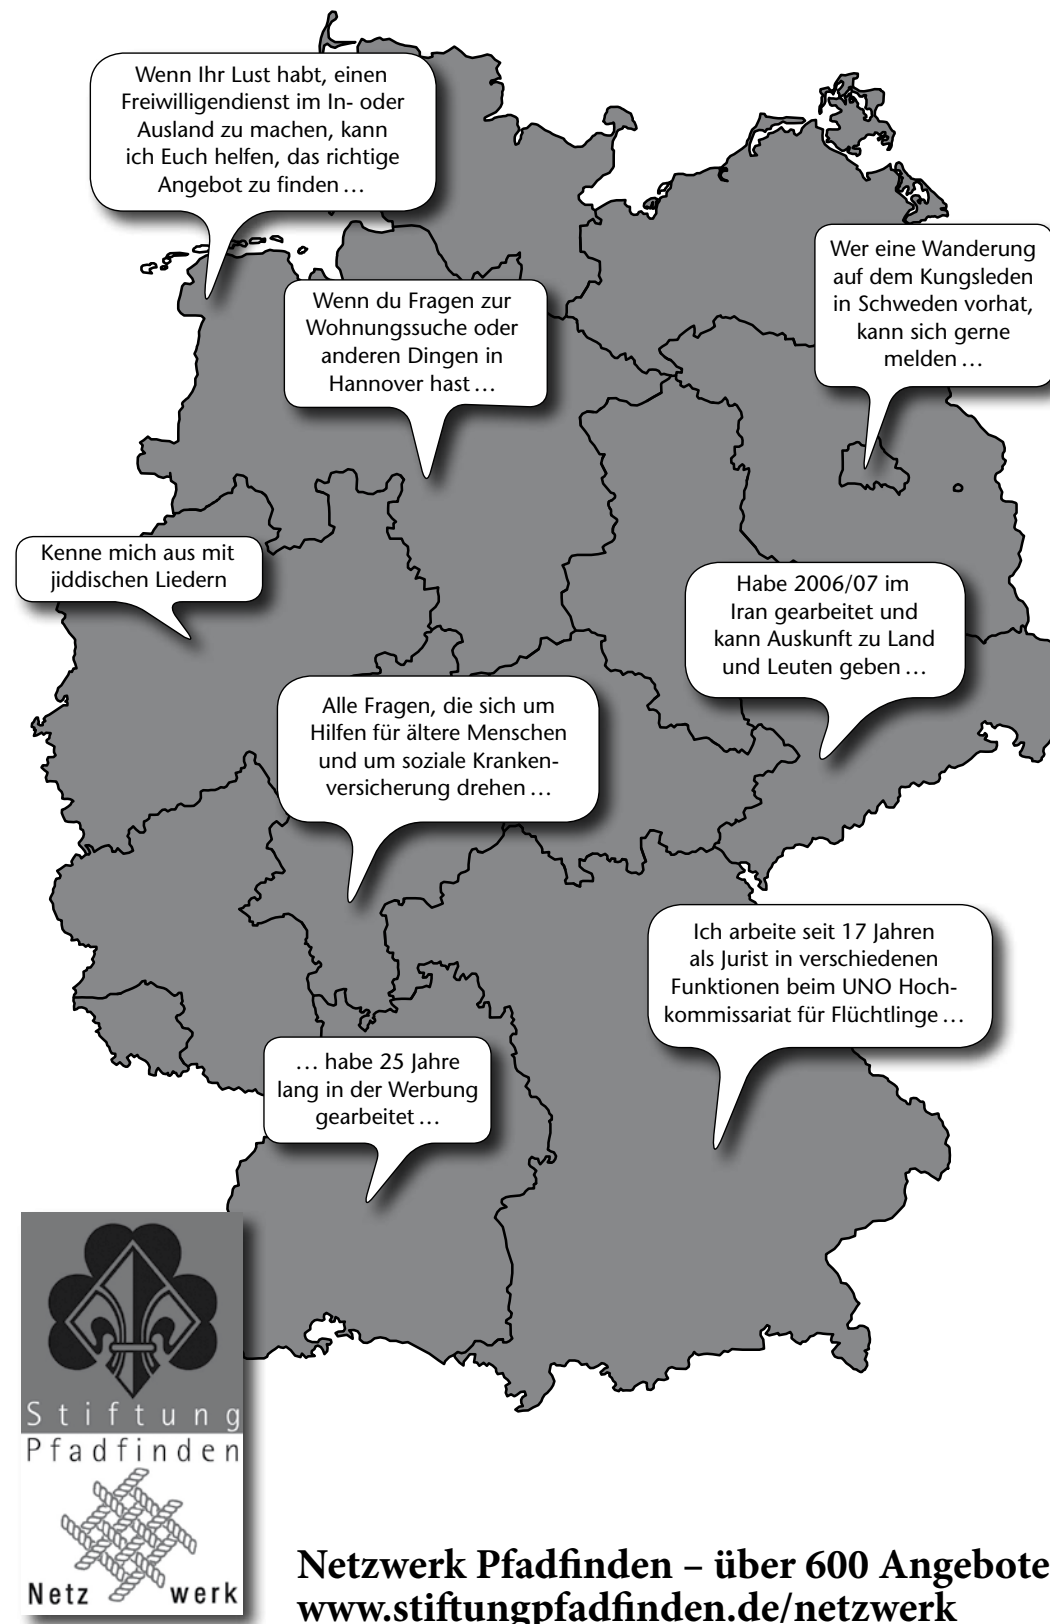 Wenn Ihr Lust habt, einen
Freiwilligendienst im In- oder
Ausland zu machen, kann
ich Euch helfen, das richtige
Angebot zu finden …
Wer eine Wanderung
auf dem Kungsleden
in Schweden vorhat,
kann sich gerne
melden …
Wenn du Fragen zur
Wohnungssuche oder
anderen Dingen in
Hannover hast …
Kenne mich aus mit
jiddischen Liedern
Habe 2006/07 im
Iran gearbeitet und
kann Auskunft zu Land
und Leuten geben …
Alle Fragen, die sich um
Hilfen für ältere Menschen
und um soziale Kranken-
versicherung drehen …
Ich arbeite seit 17 Jahren
als Jurist in verschiedenen
Funktionen beim UNO Hoch-
kommissariat für Flüchtlinge …
… habe 25 Jahre
lang in der Werbung
gearbeitet …
Stiftung
Pfadfinden
Netz werk
Netzwerk Pfadfinden – über 600 Angebote
www.stiftungpfadfinden.de/netzwerk